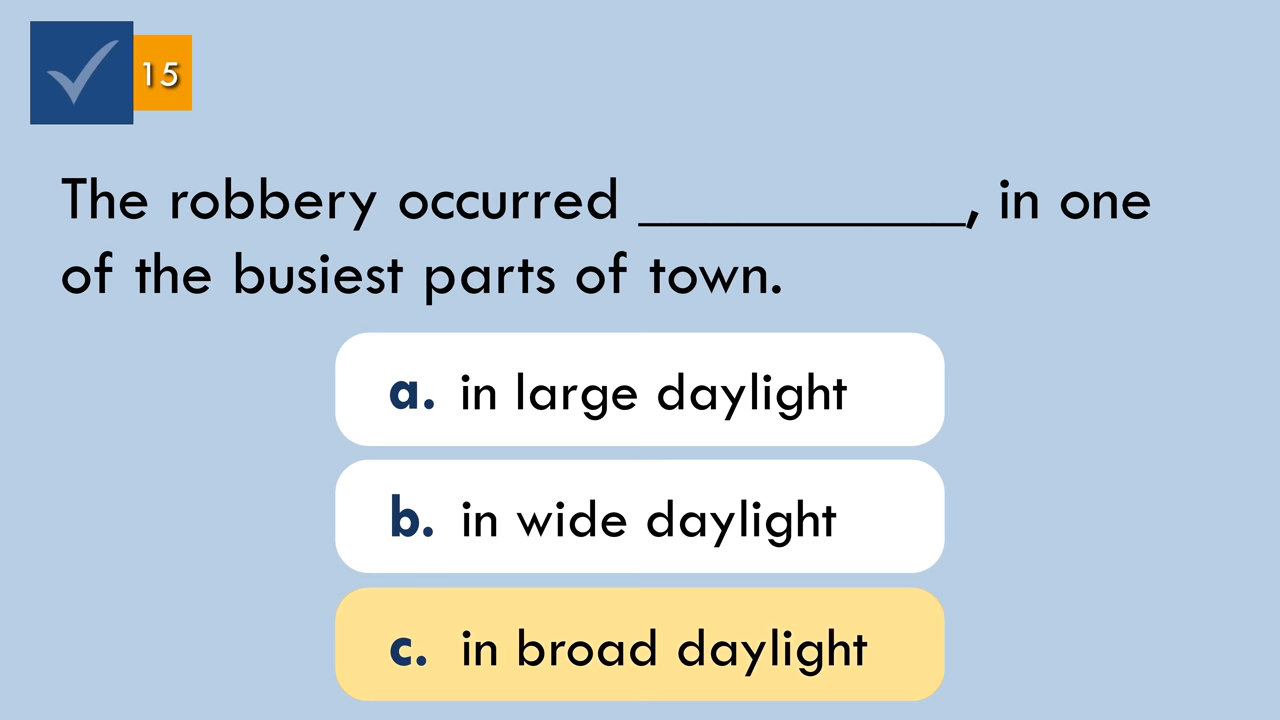 15
The robbery occurred ___________, in one
of the busiest parts of town.
a. in large daylight
b. in wide daylight
c. in broad daylight